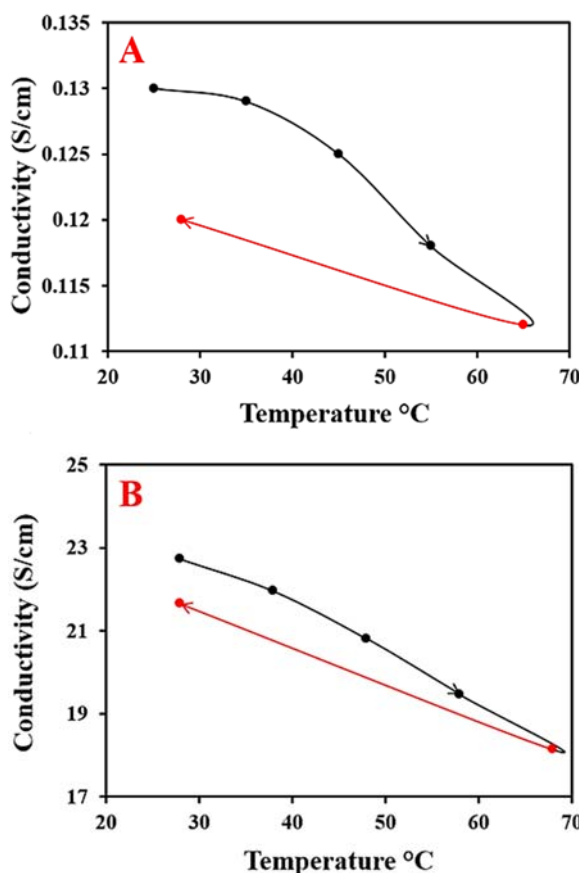 A
Conductivity (S/cm)
0.135
0.13
0.125
0.12
0.115
0.11
20 30 40 50 60 70
Temperature °C
B
Conductivity (S/cm)
25
23
21
19
17
20 30 40 50 60 70
Temperature °C